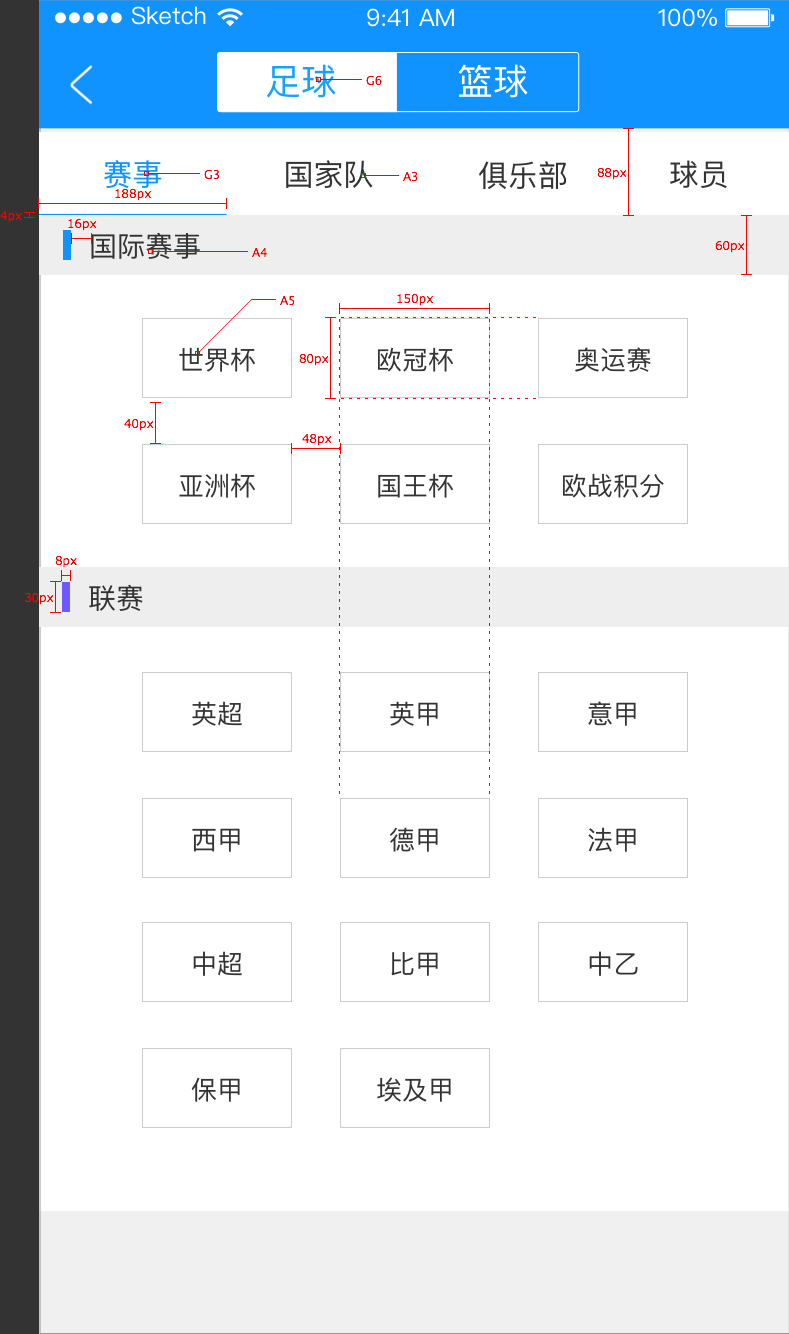 Sketch 9:41 AM 100%
足球 G6 篮球
赛事 G3 国家队 A3 俱乐部 88px 球员
188px
4px
16px
国际赛事 A4 60px
A5 150px
世界杯 80px 欧冠杯 奥运赛
40px 48px
亚洲杯 国王杯 欧战积分
8px
30px 联赛
英超 英甲 意甲
西甲 德甲 法甲
中超 比甲 中乙
保甲 埃及甲